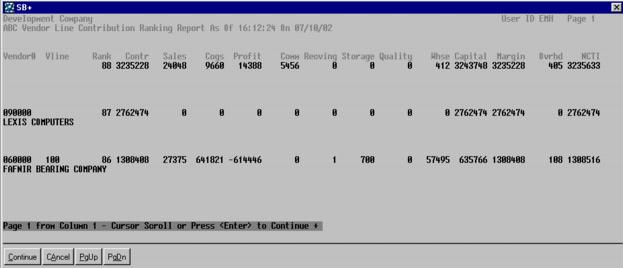 SB+
Development Company User ID EMH Page 1
ABC Vendor Line Contribution Ranking Report As Of 16:12:24 On 07/10/02
Vendor# Vline Rank Contr Sales Cogs Profit Comm Recving Storage Quality Whse Capital Margin Ovrhd NCTI
88 3235228 24048 9660 14388 5456 0 0 0 412 3243748 3235228 405 3235633
090000 87 2762474 0 0 0 0 0 0 0 0 2762474 2762474 0 2762474
LEXIS COMPUTERS
060000 100 86 1308408 27375 641821 -614446 0 1 700 0 57495 635766 1308408 108 1308516
FAFNIR BEARING COMPANY
Page 1 from Column 1 - Cursor Scroll or Press <Enter> to Continue +
Continue CAncel PgUp PgDn